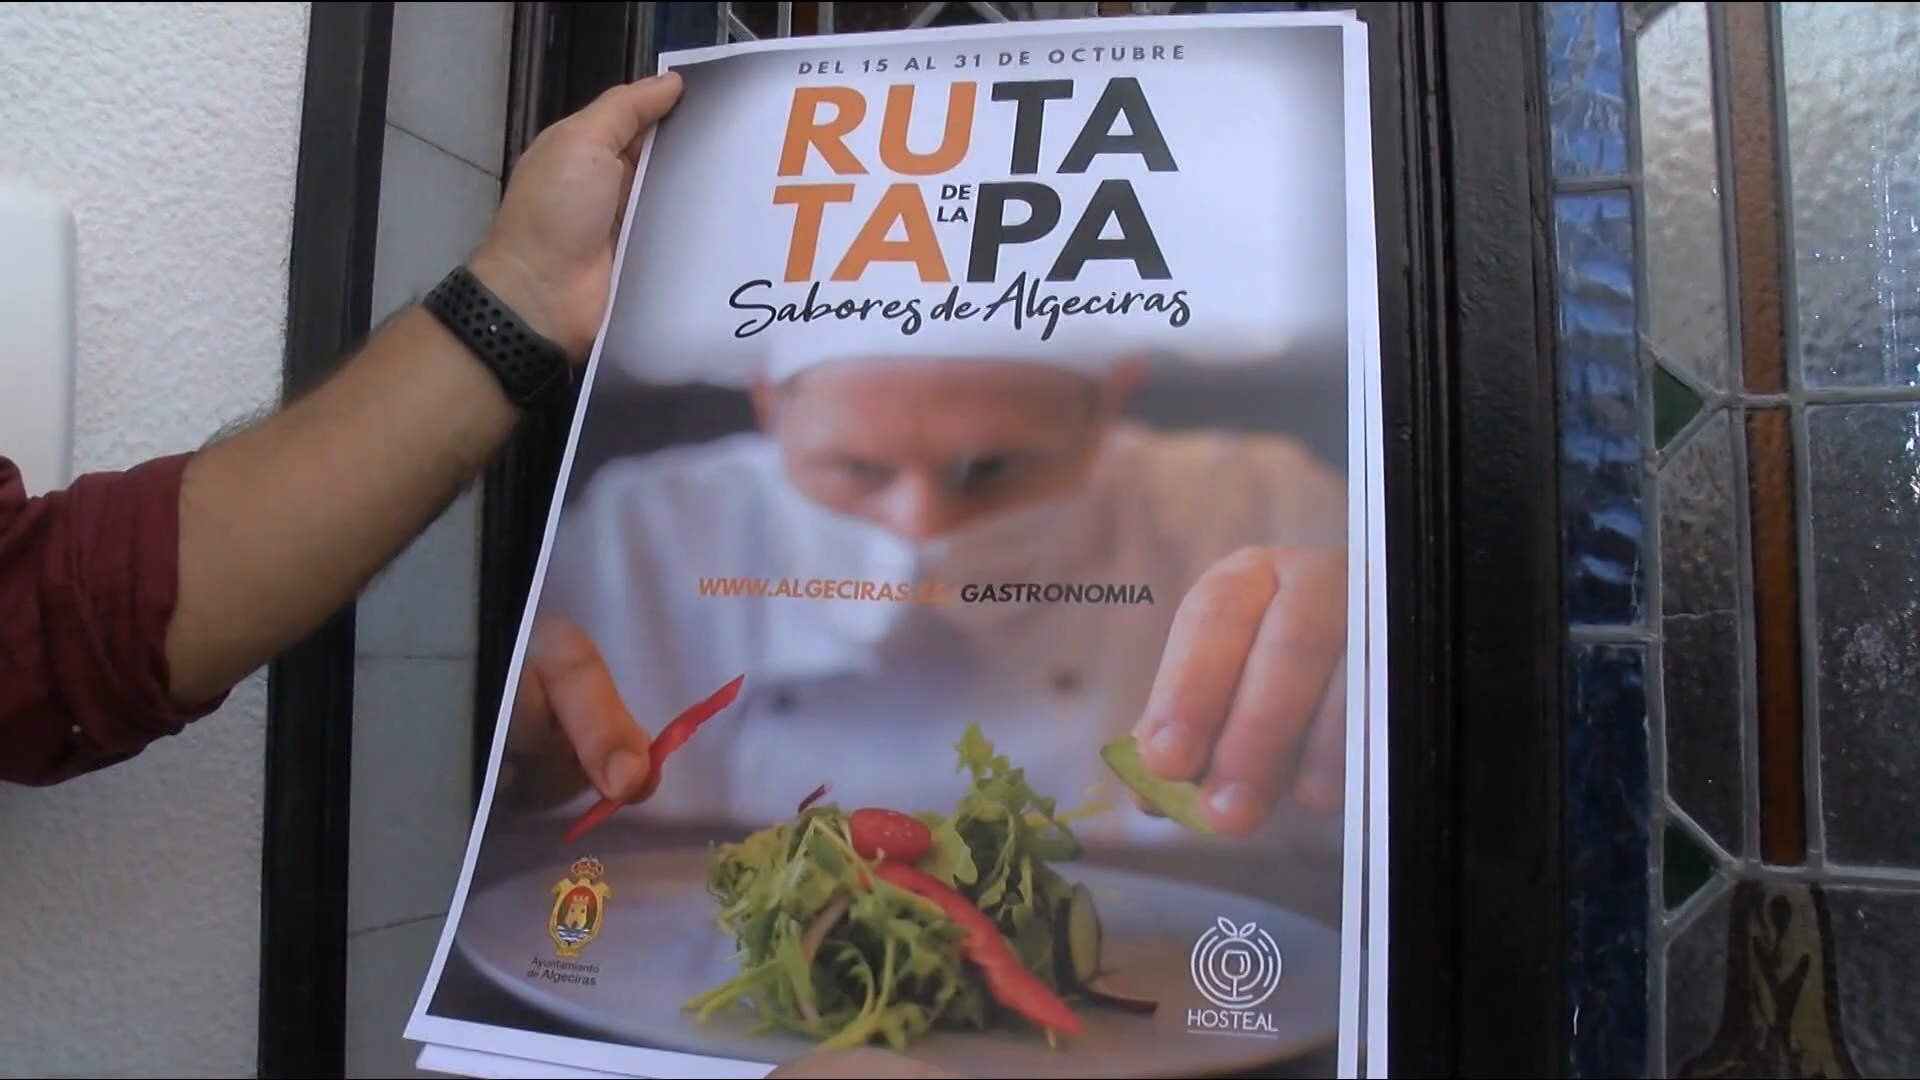 DEL 15 AL 31 DE OCTUBRE
RUTA
DE LA
TAPA
Sabores de Algeciras
WWW.ALGECIRAS.ES/GASTRONOMIA
Ayuntamiento
de Algeciras
HOSTEAL